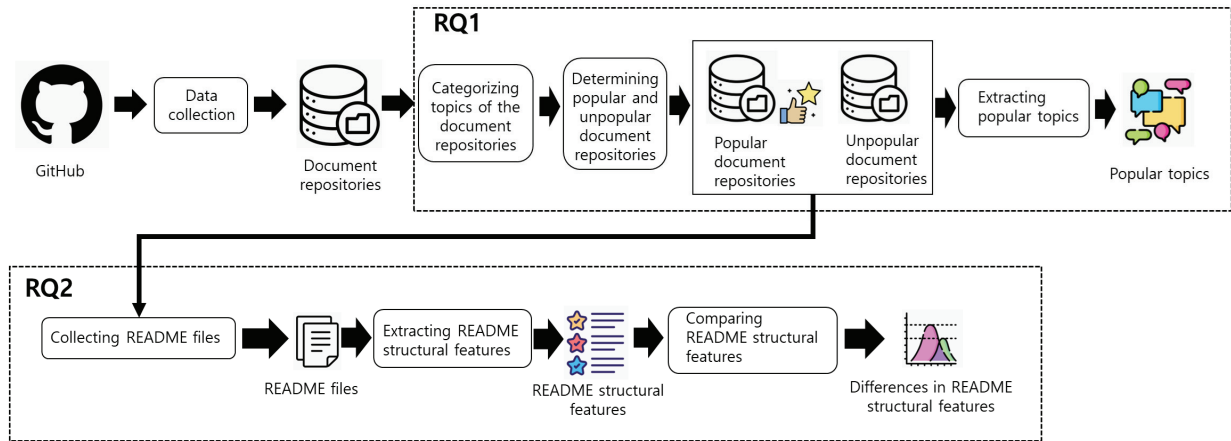 RQ1
GitHub
Data
collection
Document
repositories
Categorizing
topics of the
document
repositories
Determining
popular and
unpopular
document
repositories
Popular
document
repositories
Unpopular
document
repositories
Extracting
popular topics
Popular topics
RQ2
Collecting README files
README files
Extracting README
structural features
README structural
features
Comparing
README structural
features
Differences in README
structural features